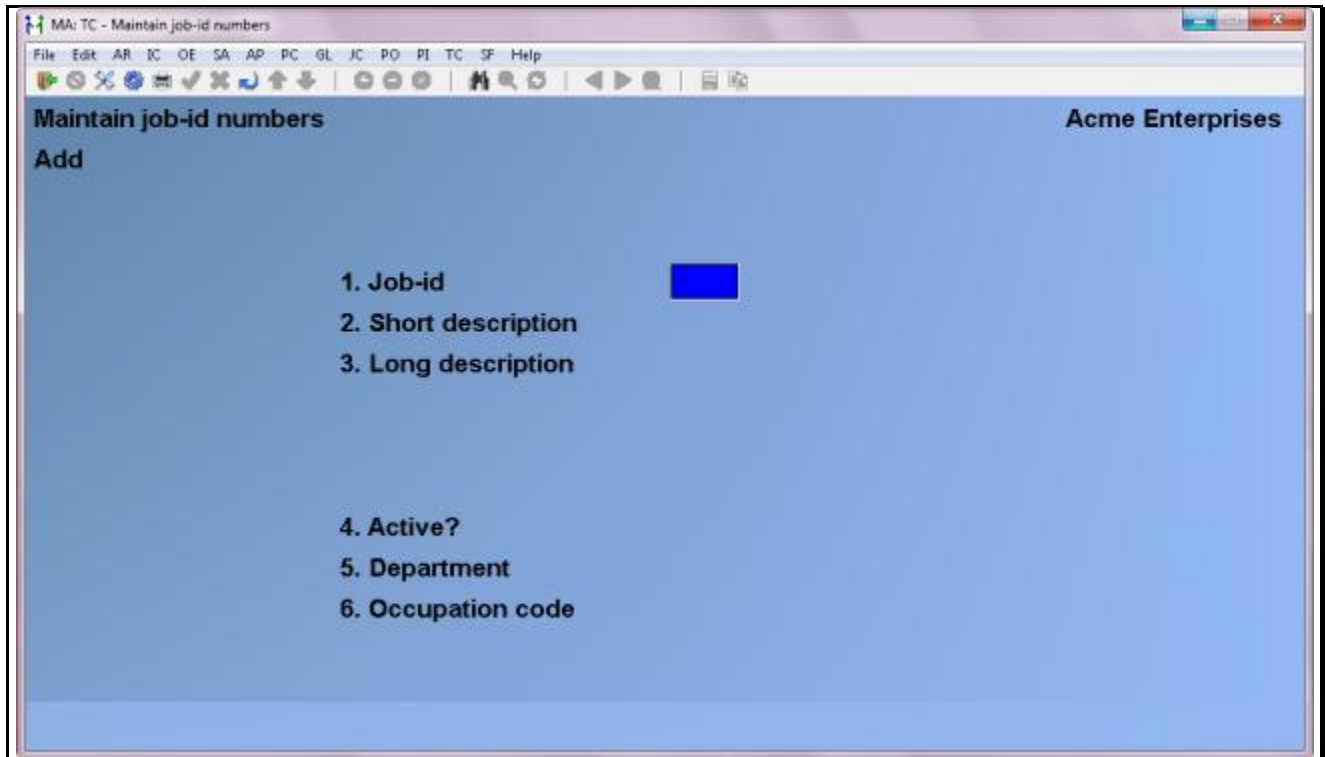 MA: TC - Maintain job-id numbers
File Edit AR IC OE SA AP PC GL JC PO PI TC SF Help
Maintain job-id numbers Acme Enterprises
Add
1. Job-id
2. Short description
3. Long description
4. Active?
5. Department
6. Occupation code